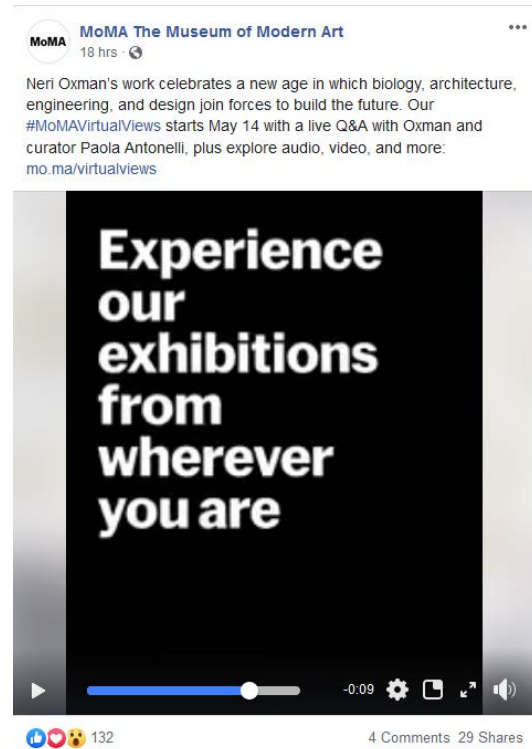 MoMA
MoMA The Museum of Modern Art
18 hrs ·
Neri Oxman's work celebrates a new age in which biology, architecture,
engineering, and design join forces to build the future. Our
#MoMAVirtualViews starts May 14 with a live Q&A with Oxman and
curator Paola Antonelli, plus explore audio, video, and more:
mo.ma/virtualviews
Experience
our
exhibitions
from
wherever
you are
-0:09
132 4 Comments 29 Shares